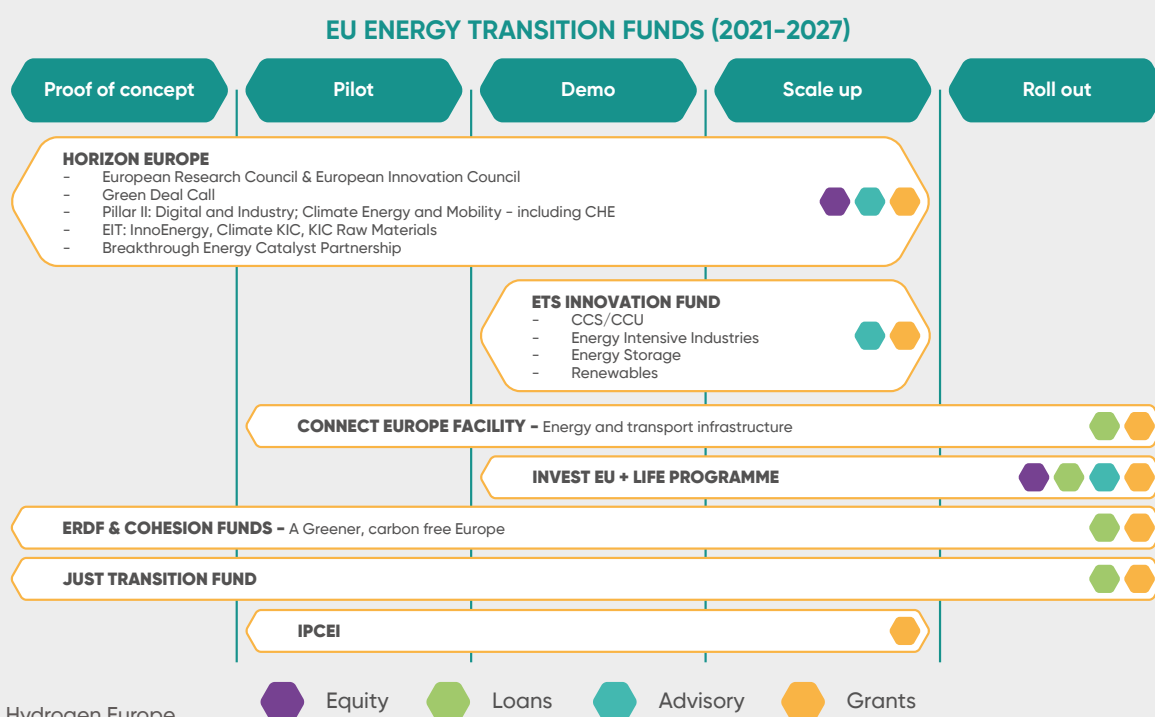 EU ENERGY TRANSITION FUNDS (2021-2027)
Proof of concept
Pilot
Demo
Scale up
Roll out
HORIZON EUROPE
- European Research Council & European Innovation Council
- Green Deal Call
- Pillar II: Digital and Industry; Climate Energy and Mobility - including CHE
- EIT: InnoEnergy, Climate KIC, KIC Raw Materials
- Breakthrough Energy Catalyst Partnership
ETS INNOVATION FUND
- CCS/CCU
- Energy Intensive Industries
- Energy Storage
- Renewables
CONNECT EUROPE FACILITY - Energy and transport infrastructure
INVEST EU + LIFE PROGRAMME
ERDF & COHESION FUNDS - A Greener, carbon free Europe
JUST TRANSITION FUND
IPCEI
Equity
Loans
Advisory
Grants
Hydrogen Europe